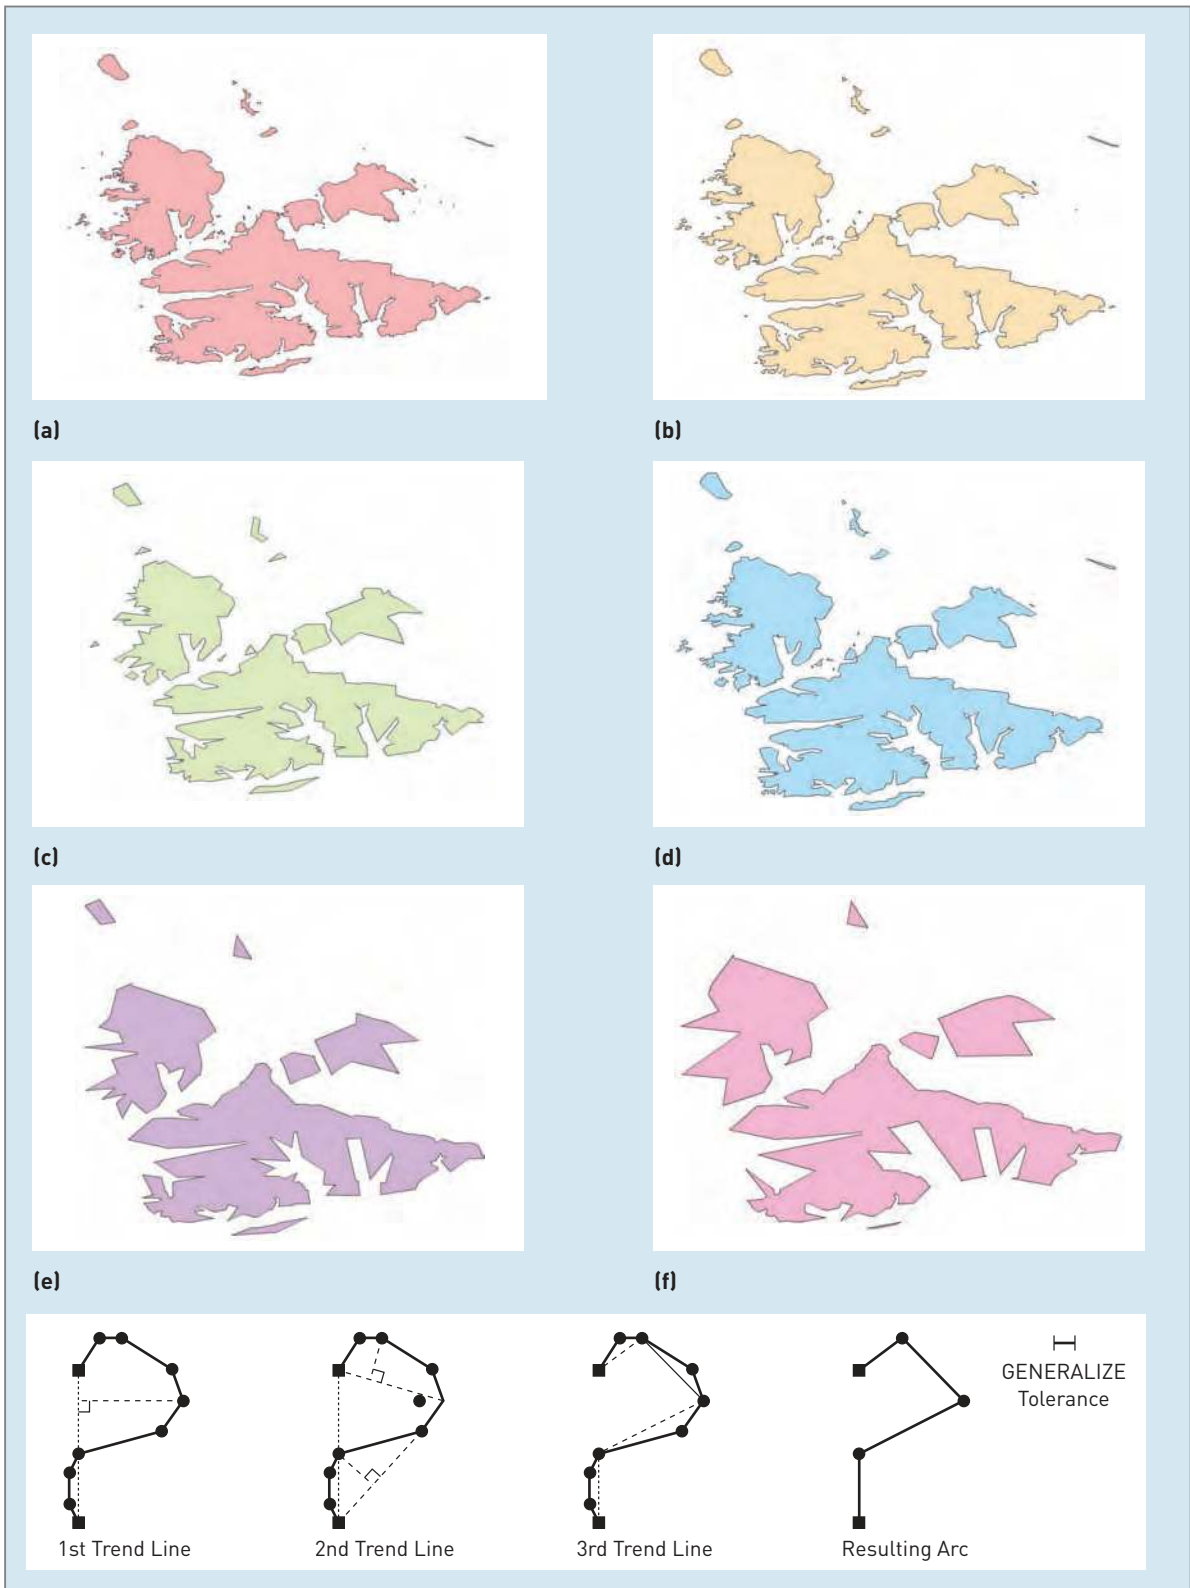 (a)
(b)
(c)
(d)
(e)
(f)
1st Trend Line
2nd Trend Line
3rd Trend Line
Resulting Arc
GENERALIZE
Tolerance